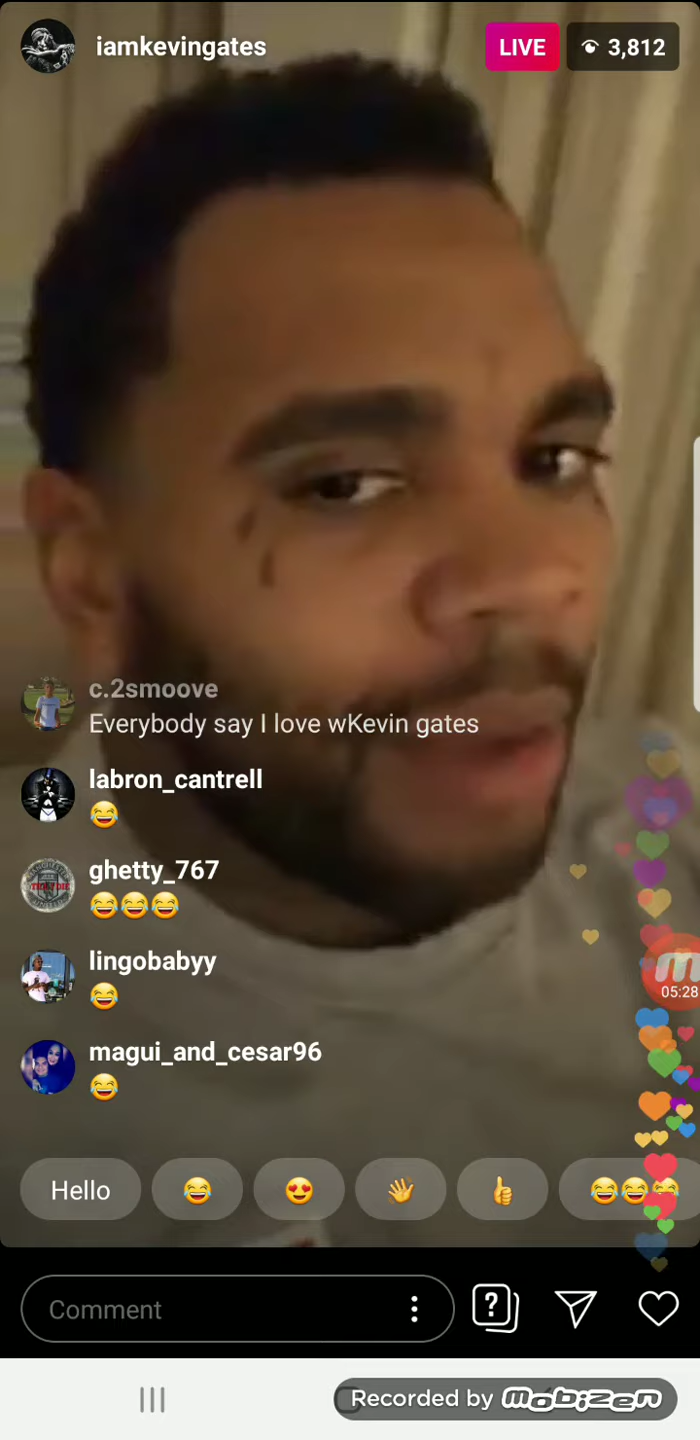 iamkevingates
LIVE
3,812
c.2smoove
Everybody say I love wKevin gates
labron_cantrell
😂
ghetty_767
😂😂😂
lingobabyy
😂
magui_and_cesar96
😂
05:28
Hello 😂 😍 👋 👍 😂😂😂
Comment
Recorded by mobizen